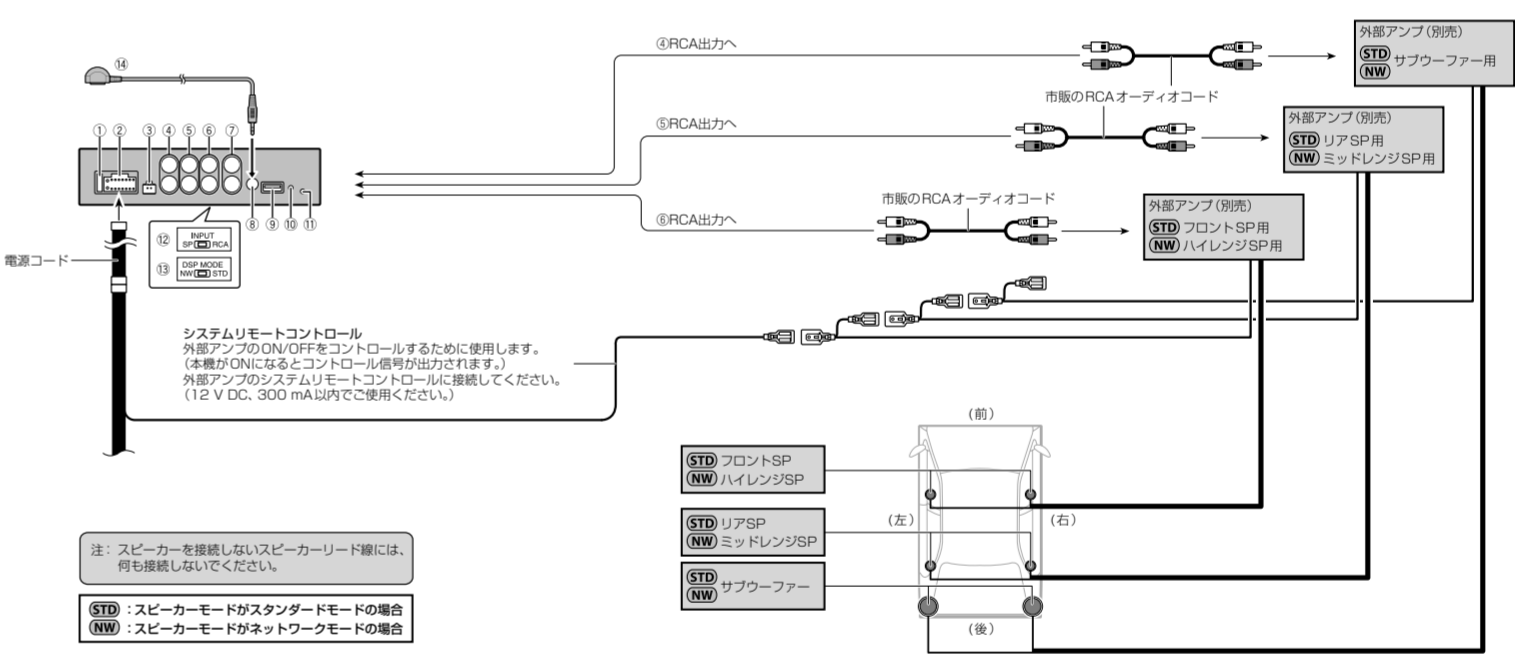 ④RCA出力へ
外部アンプ（別売）
STD
NW
サブウーファー用
市販のRCAオーディオコード
⑤RCA出力へ
外部アンプ（別売）
STD リアSP用
NW ミッドレンジSP用
市販のRCAオーディオコード
⑥RCA出力へ
外部アンプ（別売）
STD フロントSP用
NW ハイレンジSP用
⑭
① ② ③ ④ ⑤ ⑥ ⑦
⑧ ⑨ ⑩ ⑪
⑫ INPUT
SP RCA
⑬ DSP MODE
NW STD
電源コード
システムリモートコントロール
外部アンプのON/OFFをコントロールするために使用します。
（本機がONになるとコントロール信号が出力されます。）
外部アンプのシステムリモートコントロールに接続してください。
（12 V DC、300 mA以内でご使用ください。）
（前）
STD フロントSP
NW ハイレンジSP
（左）
（右）
STD リアSP
NW ミッドレンジSP
STD
NW
サブウーファー
（後）
注： スピーカーを接続しないスピーカーリード線には、
何も接続しないでください。
STD ：スピーカーモードがスタンダードモードの場合
NW ：スピーカーモードがネットワークモードの場合